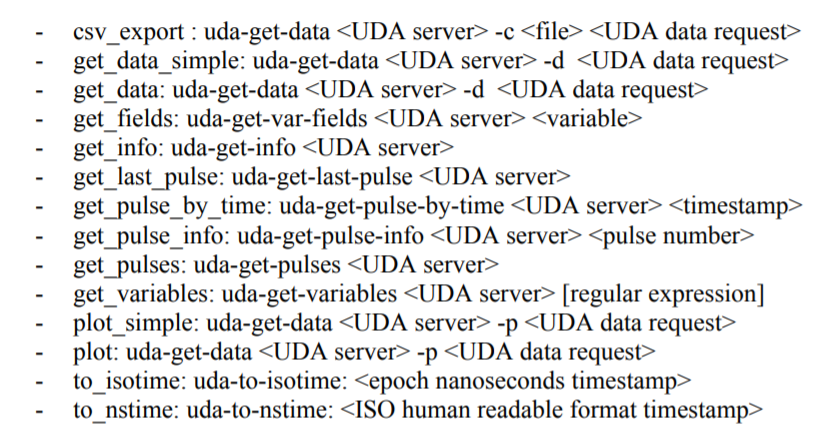 - csv_export : uda-get-data <UDA server> -c <file> <UDA data request>
- get_data_simple: uda-get-data <UDA server> -d <UDA data request>
- get_data: uda-get-data <UDA server> -d <UDA data request>
- get_fields: uda-get-var-fields <UDA server> <variable>
- get_info: uda-get-info <UDA server>
- get_last_pulse: uda-get-last-pulse <UDA server>
- get_pulse_by_time: uda-get-pulse-by-time <UDA server> <timestamp>
- get_pulse_info: uda-get-pulse-info <UDA server> <pulse number>
- get_pulses: uda-get-pulses <UDA server>
- get_variables: uda-get-variables <UDA server> [regular expression]
- plot_simple: uda-get-data <UDA server> -p <UDA data request>
- plot: uda-get-data <UDA server> -p <UDA data request>
- to_isotime: uda-to-isotime: <epoch nanoseconds timestamp>
- to_nstime: uda-to-nstime: <ISO human readable format timestamp>